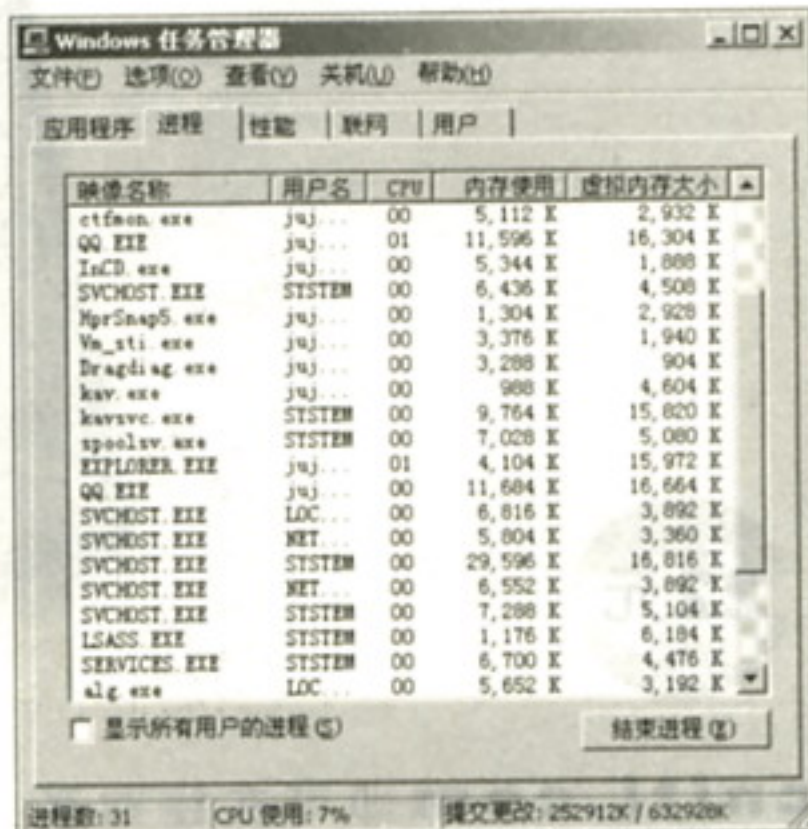 Windows 任务管理器
文件(F) 选项(O) 查看(V) 关机(U) 帮助(H)
应用程序 进程 性能 联网 用户
映像名称 用户名 CPU 内存使用 虚拟内存大小
ctfmon.exe juj... 00 5,112 K 2,932 K
QQ.EXE juj... 01 11,596 K 16,304 K
InCD.exe juj... 00 5,344 K 1,888 K
SVCHOST.EXE SYSTEM 00 6,436 K 4,508 K
HprSnap5.exe juj... 00 1,304 K 2,928 K
Vm_sti.exe juj... 00 3,376 K 1,940 K
Dragdiag.exe juj... 00 3,288 K 904 K
kav.exe juj... 00 988 K 4,604 K
kavsvc.exe SYSTEM 00 9,764 K 15,820 K
spoolsv.exe SYSTEM 00 7,028 K 5,080 K
EXPLORER.EXE juj... 01 4,104 K 15,972 K
QQ.EXE juj... 00 11,684 K 16,664 K
SVCHOST.EXE LOC... 00 6,816 K 3,892 K
SVCHOST.EXE NET... 00 5,804 K 3,360 K
SVCHOST.EXE SYSTEM 00 29,596 K 16,816 K
SVCHOST.EXE NET... 00 6,552 K 3,892 K
SVCHOST.EXE SYSTEM 00 7,288 K 5,104 K
LSASS.EXE SYSTEM 00 1,176 K 6,184 K
SERVICES.EXE SYSTEM 00 6,700 K 4,476 K
alg.exe LOC... 00 5,652 K 3,192 K
显示所有用户的进程(S) 结束进程(E)
进程数: 31 CPU 使用: 7% 提交更改: 252912K / 632928K